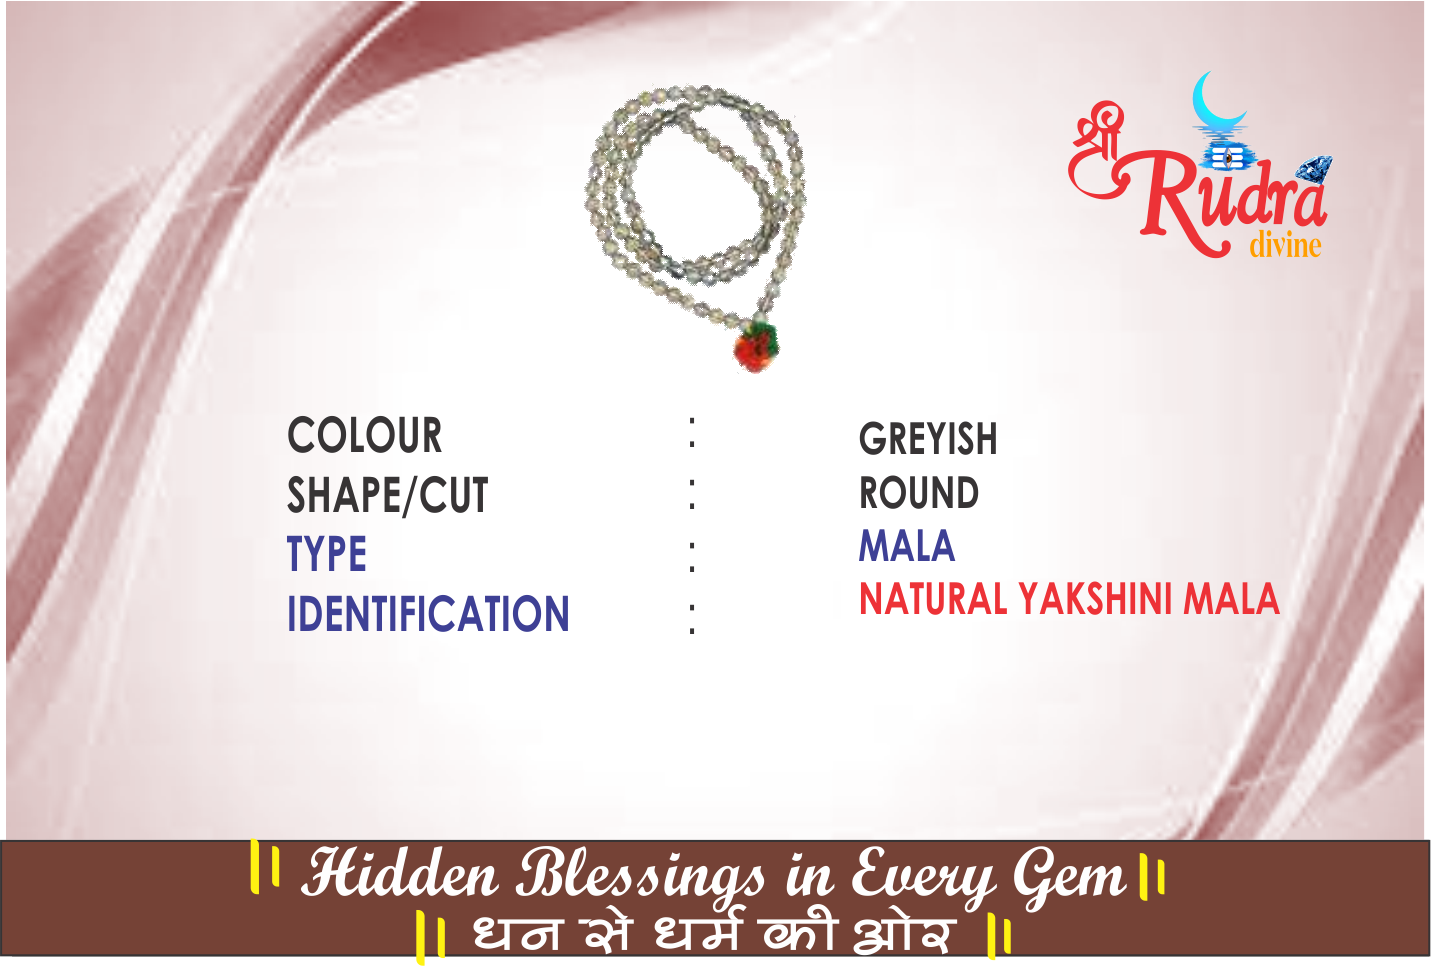 श्री Rudra
divine
COLOUR : GREYISH
SHAPE/CUT : ROUND
TYPE : MALA
IDENTIFICATION : NATURAL YAKSHINI MALA
|| Hidden Blessings in Every Gem ||
|| धन से धर्म की ओर ||